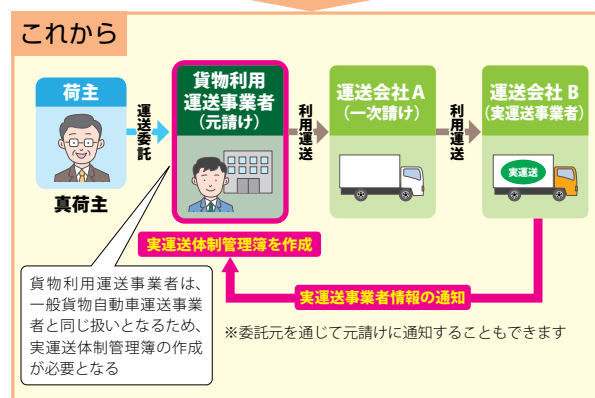 これから
荷主
真荷主
運送委託
貨物利用
運送事業者
（元請け）
利用運送
運送会社A
（一次請け）
利用運送
運送会社B
（実運送事業者）
実運送
実運送体制管理簿を作成
実運送事業者情報の通知
貨物利用運送事業者は、
一般貨物自動車運送事業
者と同じ扱いとなるため、
実運送体制管理簿の作成
が必要となる
※委託元を通じて元請けに通知することもできます